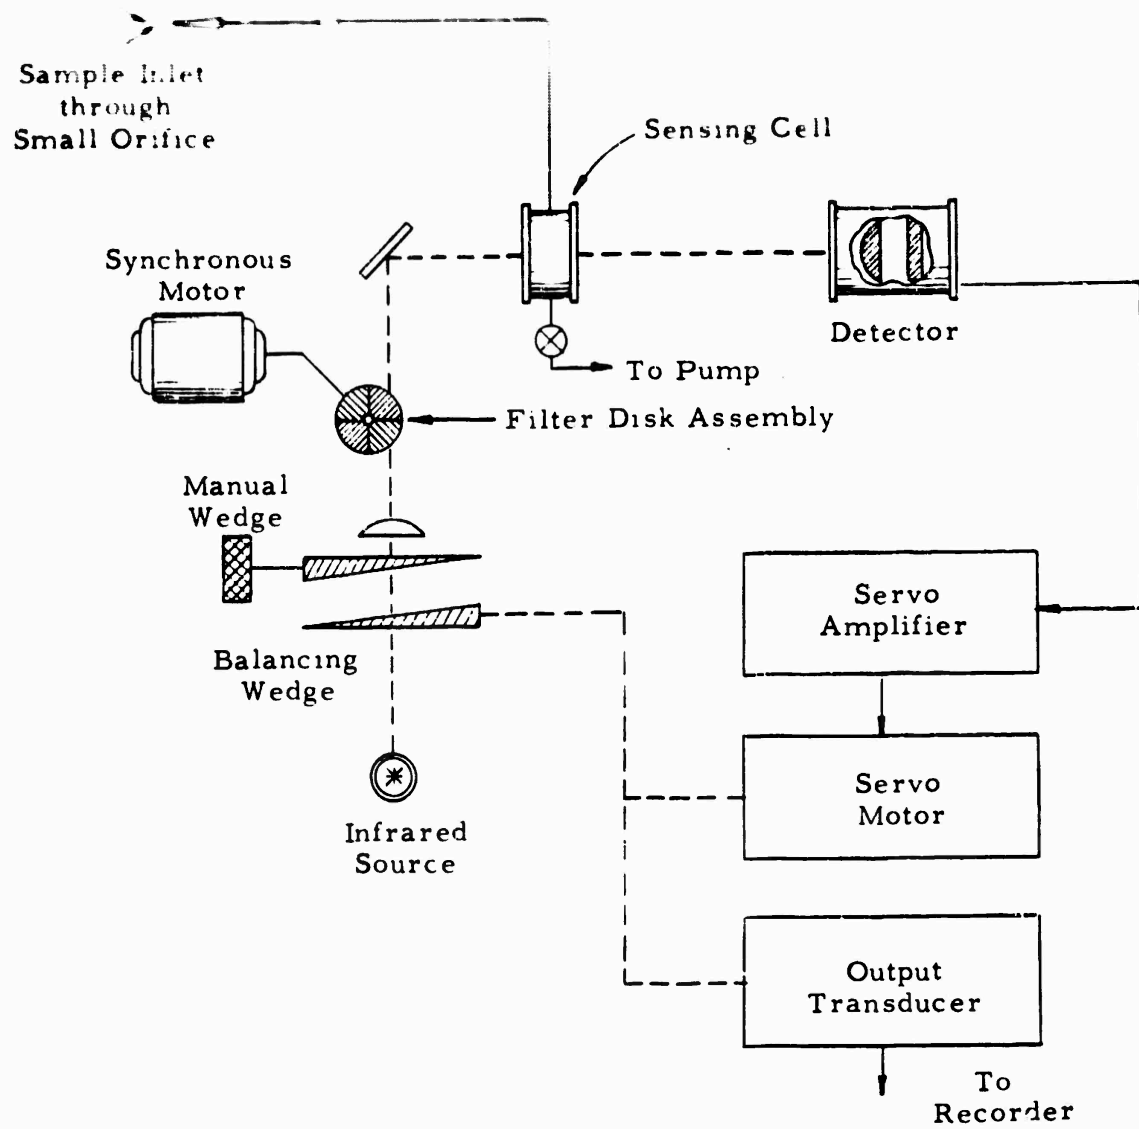 Sample Inlet
through
Small Orifice
Sensing Cell
Synchronous
Motor
Detector
To Pump
Filter Disk Assembly
Manual
Wedge
Servo
Amplifier
Balancing
Wedge
Servo
Motor
Infrared
Source
Output
Transducer
To
Recorder